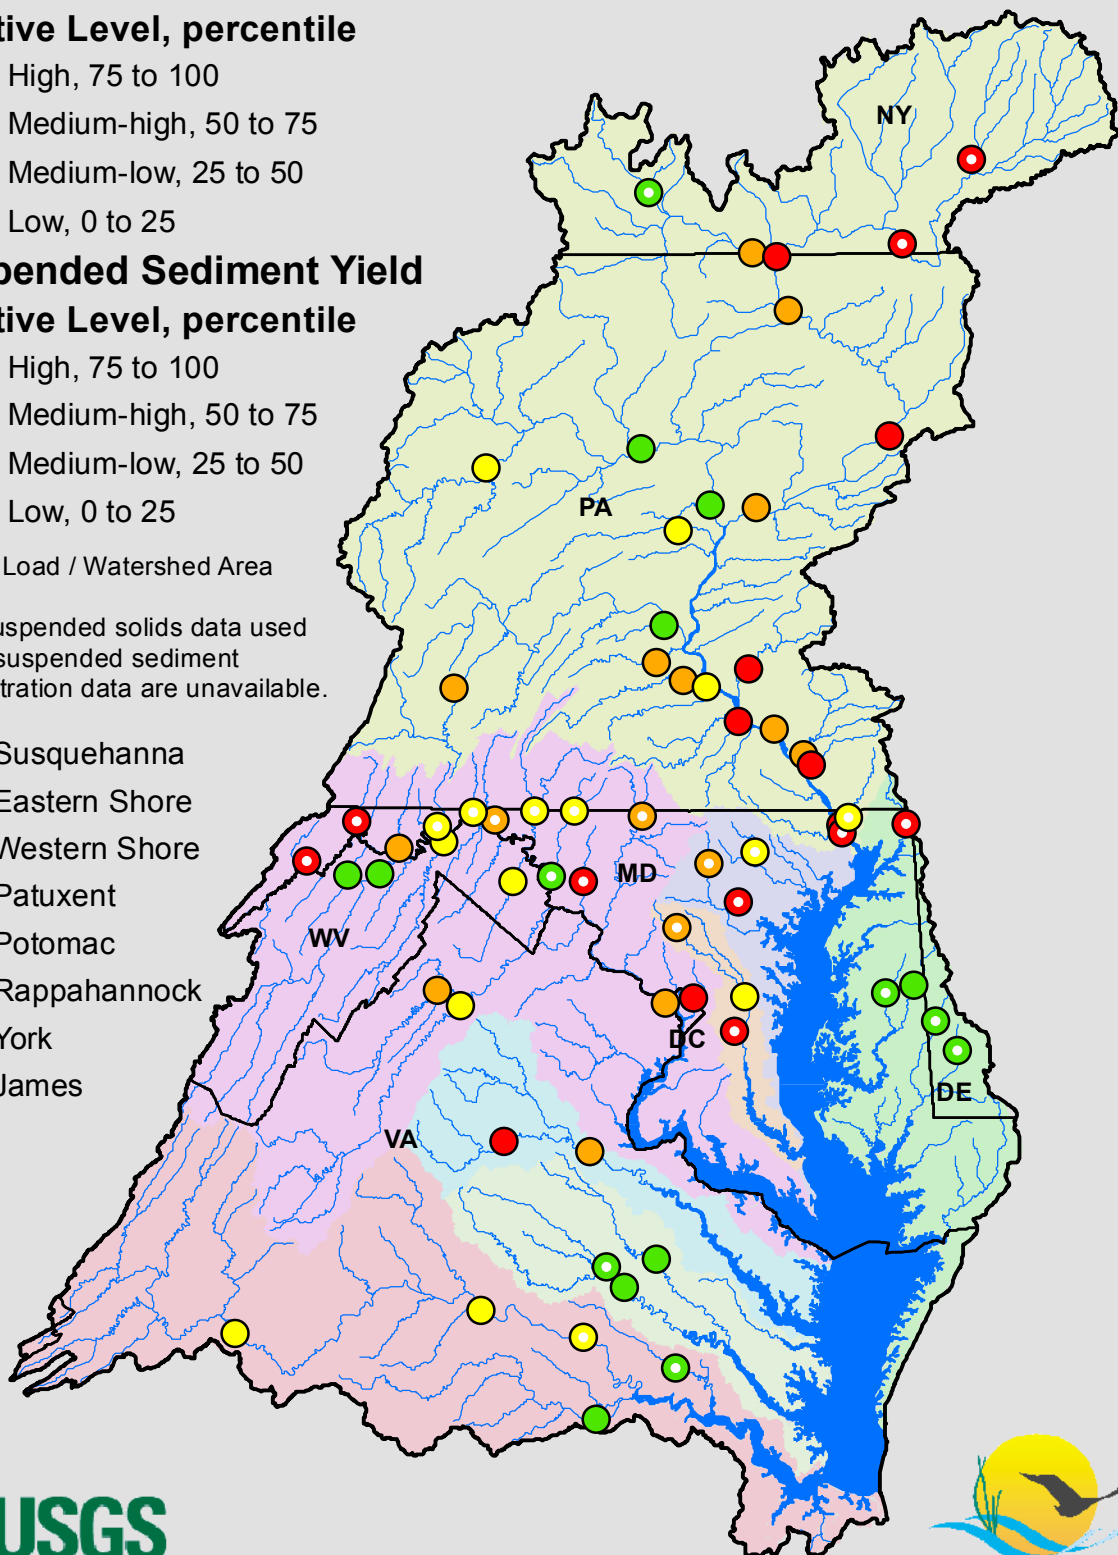 tive Level, percentile
High, 75 to 100
Medium-high, 50 to 75
Medium-low, 25 to 50
Low, 0 to 25
pended Sediment Yield
tive Level, percentile
High, 75 to 100
Medium-high, 50 to 75
Medium-low, 25 to 50
Low, 0 to 25
Load / Watershed Area
uspended solids data used
suspended sediment
tration data are unavailable.
Susquehanna
Eastern Shore
Western Shore
Patuxent
Potomac
Rappahannock
York
James
NY
PA
MD
WV
DC
DE
VA
USGS